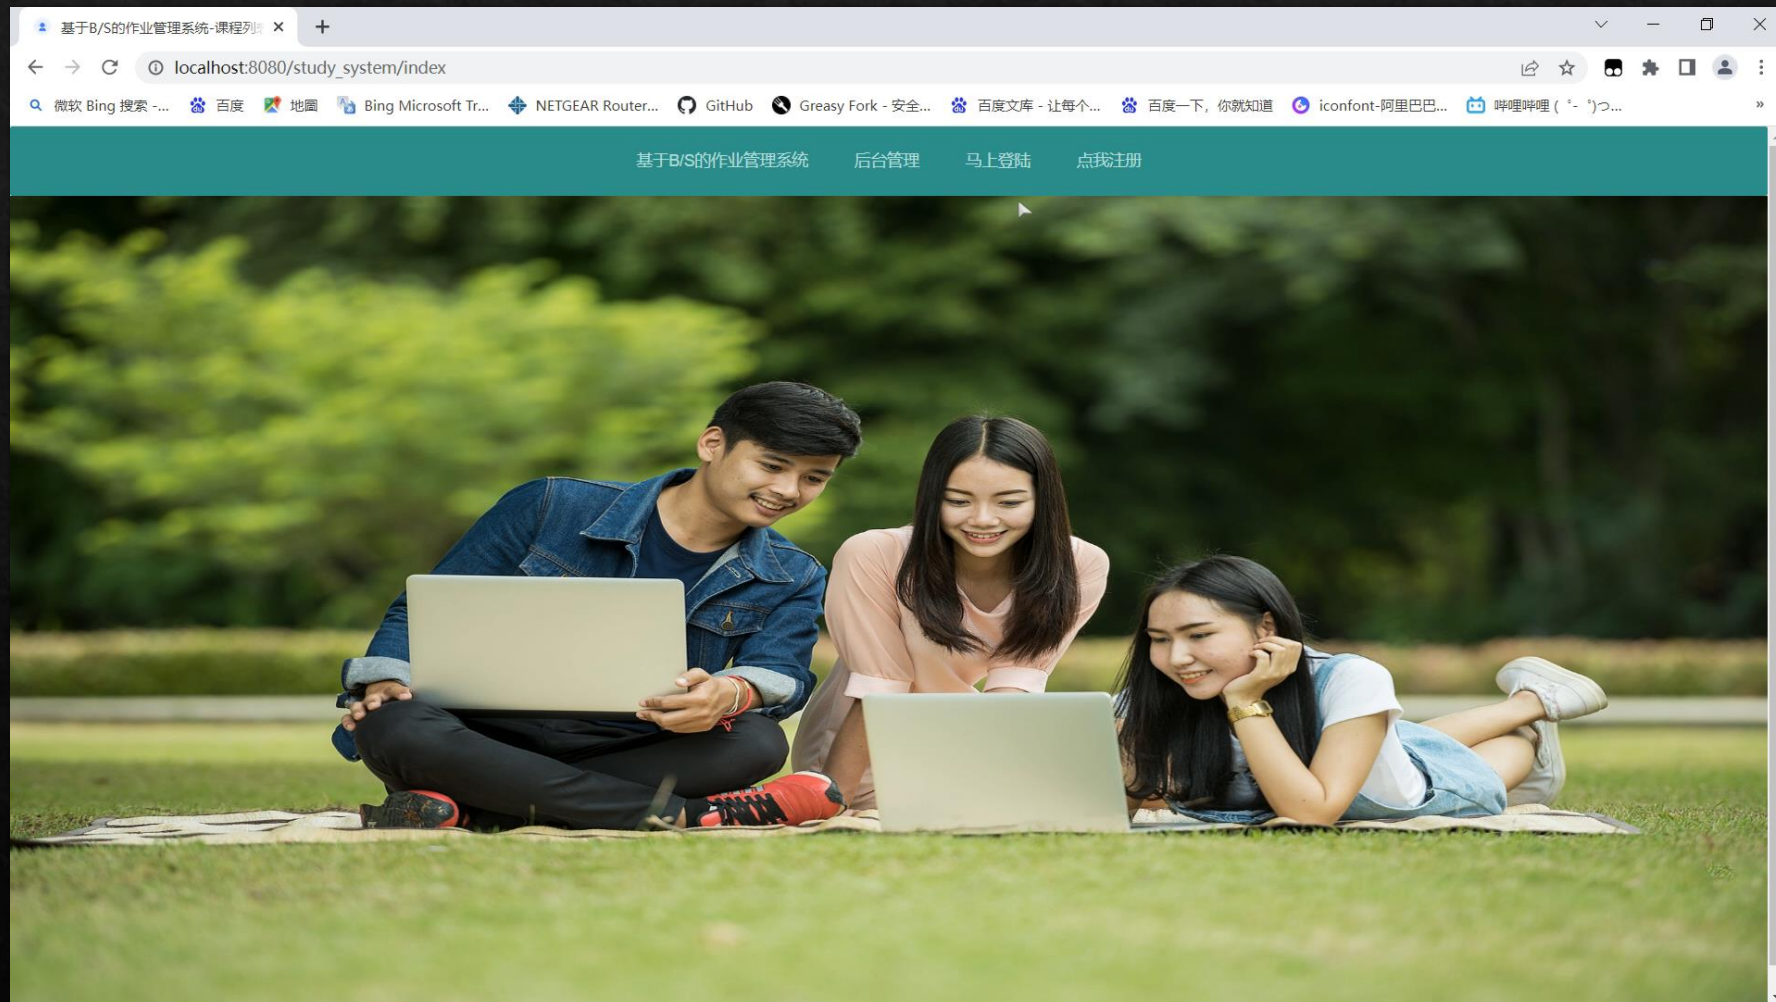 基于B/S的作业管理系统-课程列
localhost:8080/study_system/index
微软 Bing 搜索 -... 百度 地圖 Bing Microsoft Tr... NETGEAR Router... GitHub Greasy Fork - 安全... 百度文库 - 让每个... 百度一下，你就知道 iconfont-阿里巴巴... 哔哩哔哩 ( ゜- ゜)つ... »
基于B/S的作业管理系统 后台管理 马上登陆 点我注册